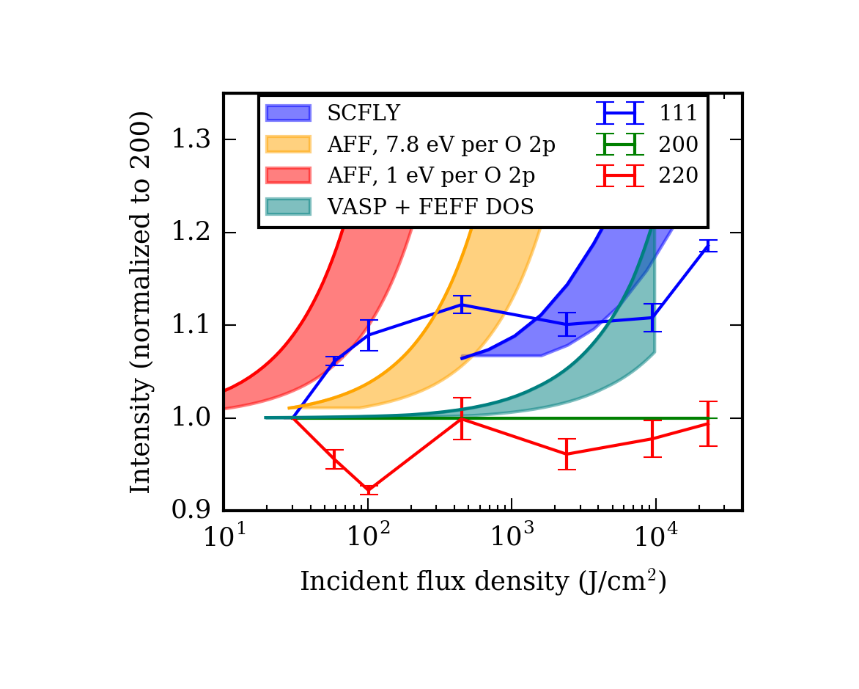 SCFLY
AFF, 7.8 eV per O 2p
AFF, 1 eV per O 2p
VASP + FEFF DOS
111
200
220
Intensity (normalized to 200)
1.3
1.2
1.1
1.0
0.9
10¹ 10² 10³ 10⁴
Incident flux density (J/cm²)